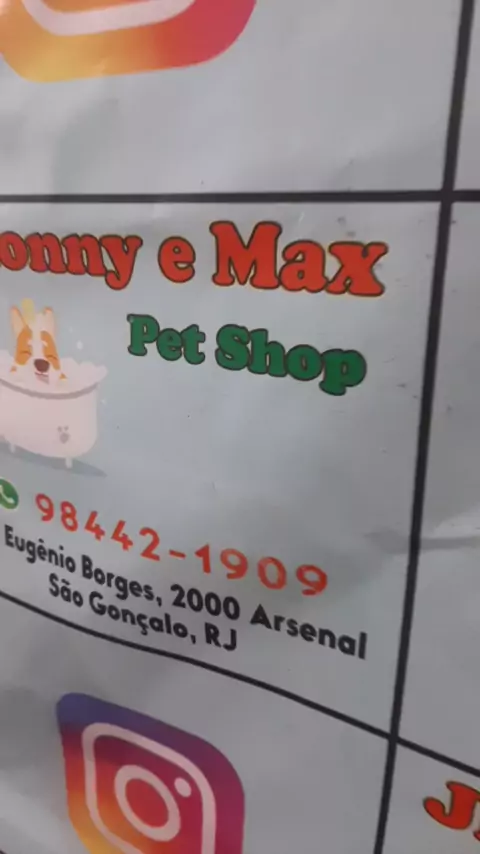 onny e Max
Pet Shop
98442-1909
Eugênio Borges, 2000 Arsenal
São Gonçalo, RJ
J